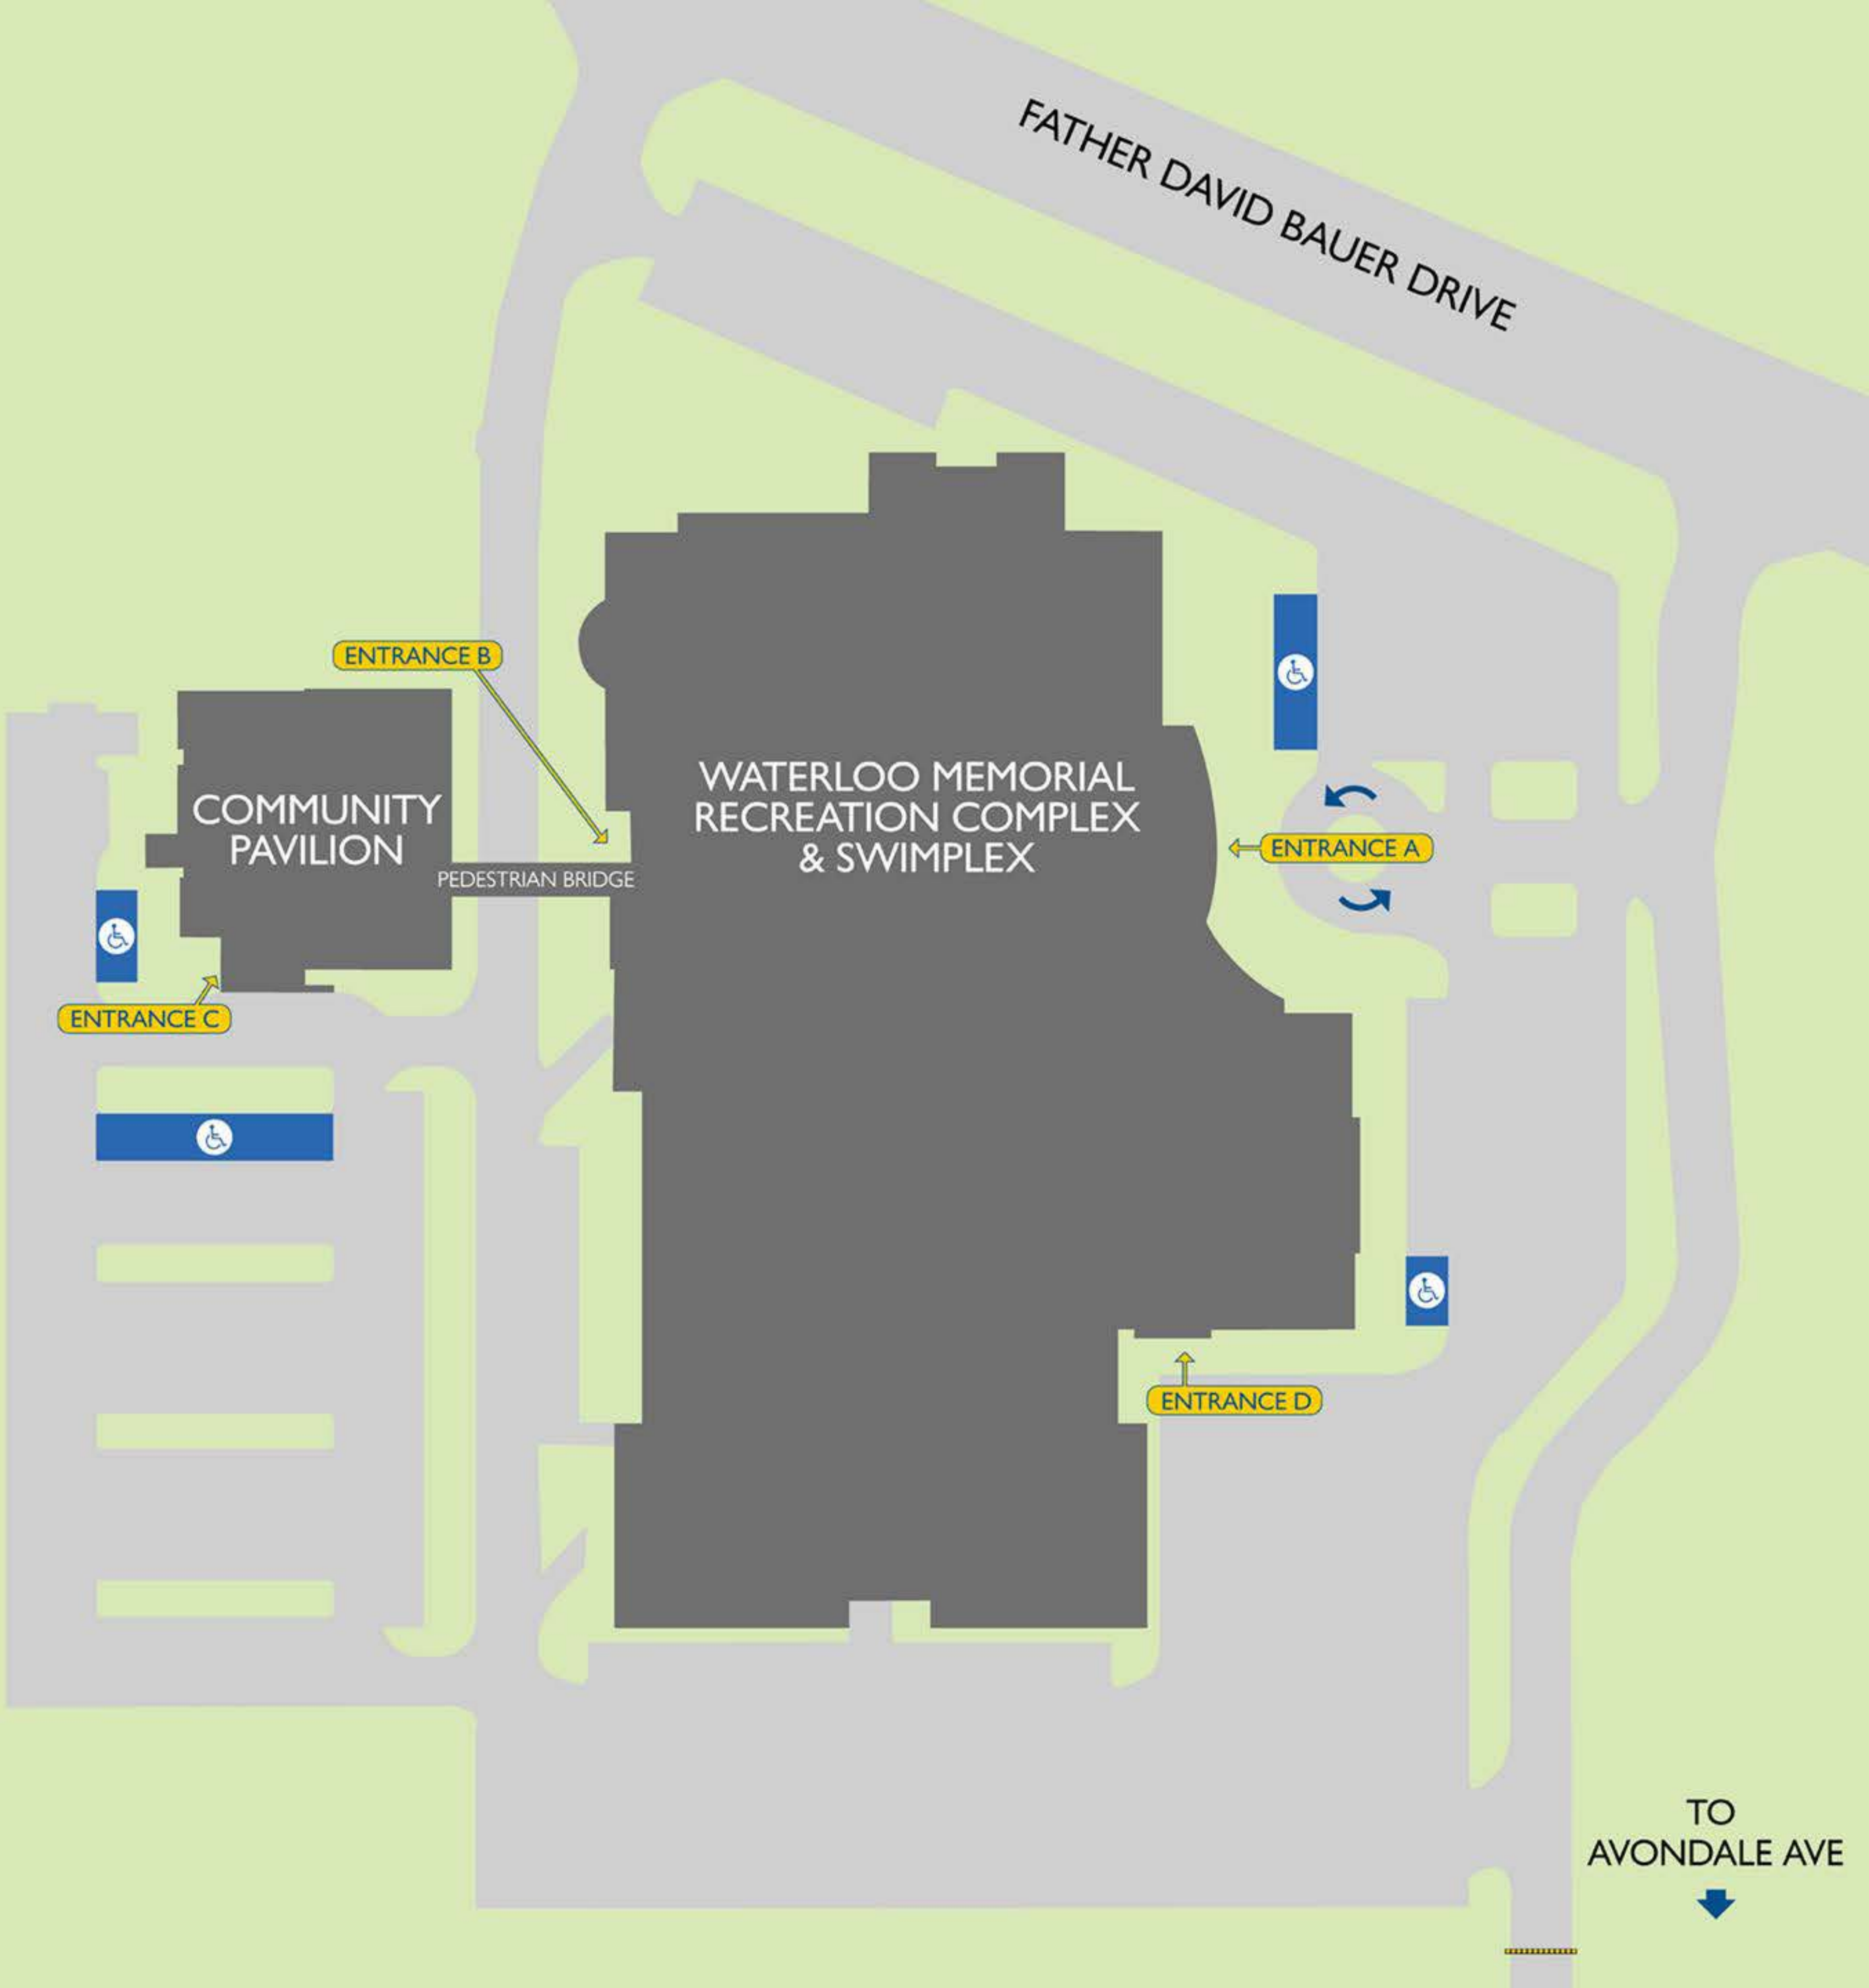 FATHER DAVID BAUER DRIVE
ENTRANCE B
COMMUNITY
PAVILION
PEDESTRIAN BRIDGE
WATERLOO MEMORIAL
RECREATION COMPLEX
& SWIMPLEX
ENTRANCE A
ENTRANCE C
ENTRANCE D
TO
AVONDALE AVE